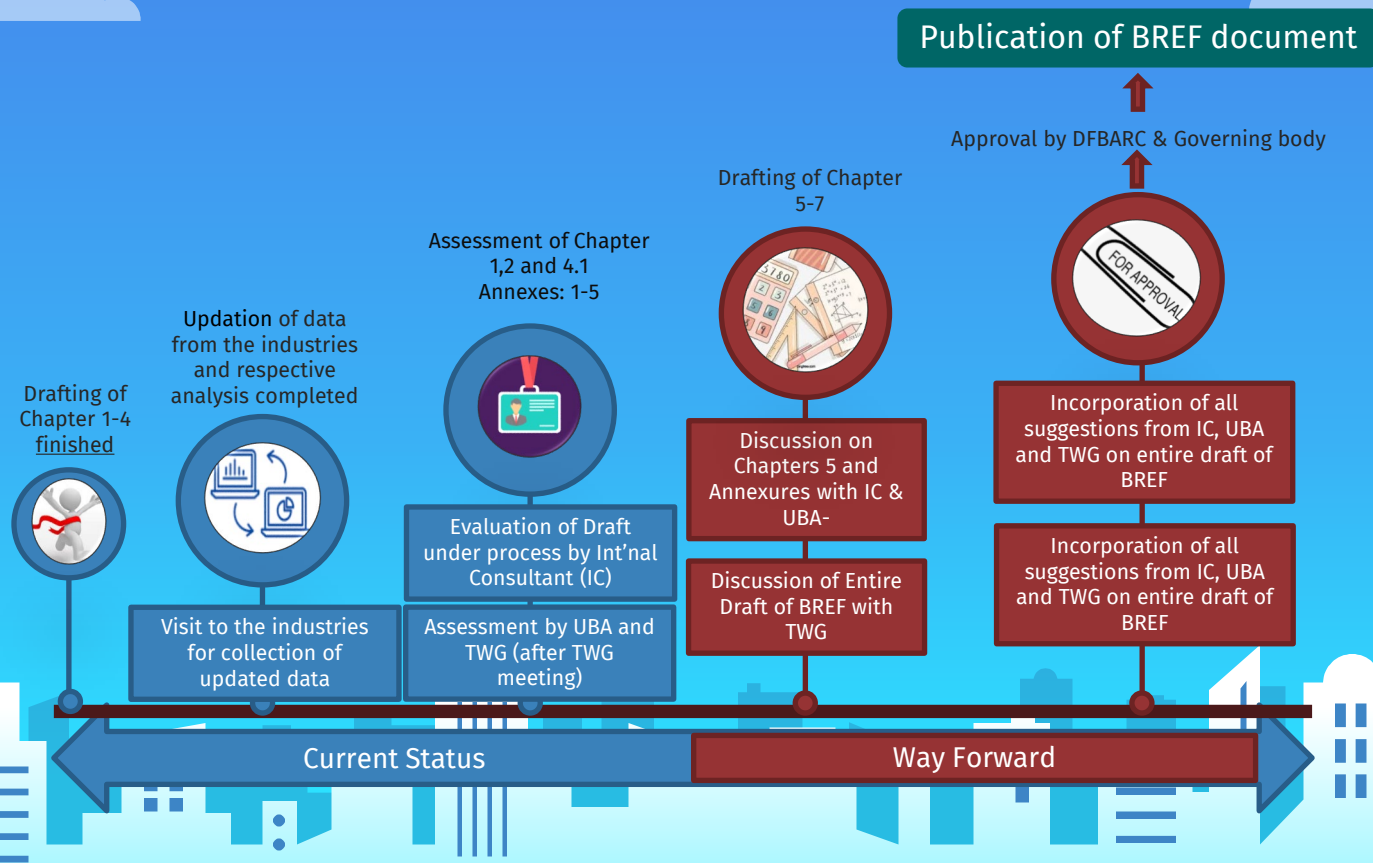 Publication of BREF document
Approval by DFBARC & Governing body
Drafting of Chapter
1-4
finished
Updation of data
from the industries
and respective
analysis completed
Visit to the industries
for collection of
updated data
Assessment of Chapter
1,2 and 4.1
Annexes: 1-5
Evaluation of Draft
under process by Int'nal
Consultant (IC)
Assessment by UBA and
TWG (after TWG
meeting)
Drafting of Chapter
5-7
Discussion on
Chapters 5 and
Annexures with IC &
UBA-
Discussion of Entire
Draft of BREF with
TWG
FOR APPROVAL
Incorporation of all
suggestions from IC, UBA
and TWG on entire draft of
BREF
Incorporation of all
suggestions from IC, UBA
and TWG on entire draft of
BREF
Current Status
Way Forward